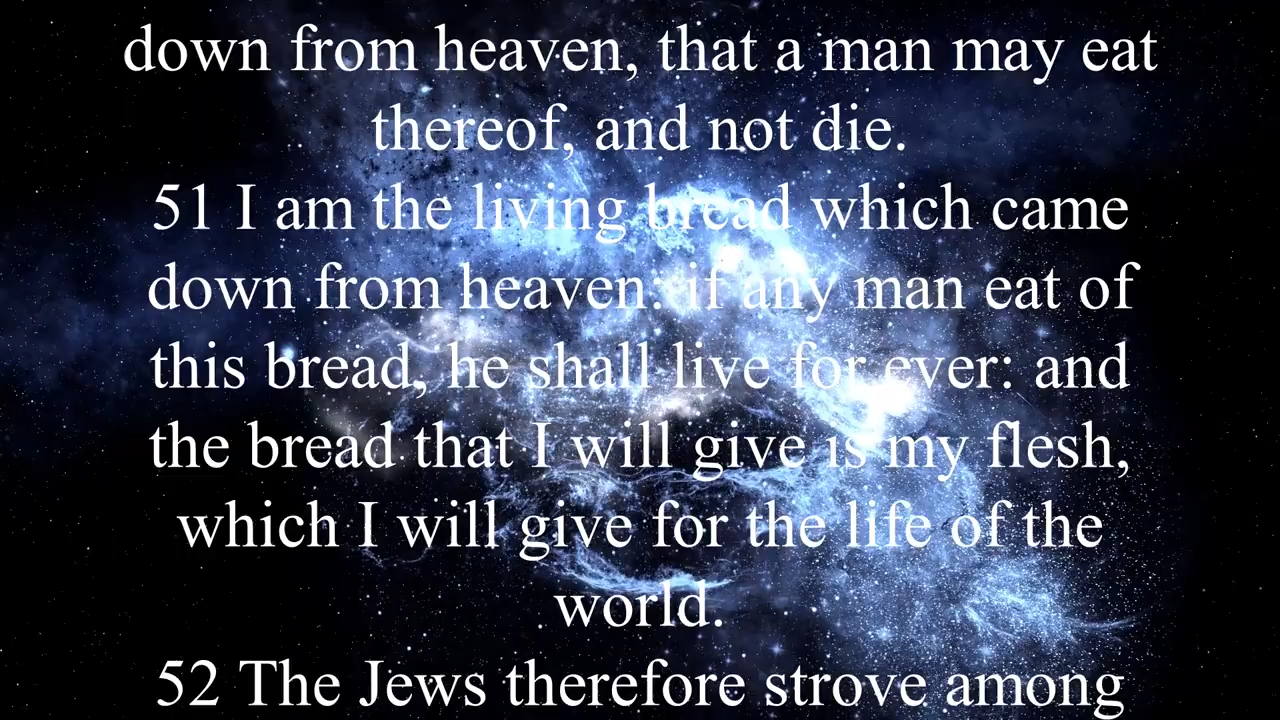 down from heaven, that a man may eat
thereof, and not die.
51 I am the living bread which came
down from heaven: if any man eat of
this bread, he shall live for ever: and
the bread that I will give is my flesh,
which I will give for the life of the
world.
52 The Jews therefore strove among